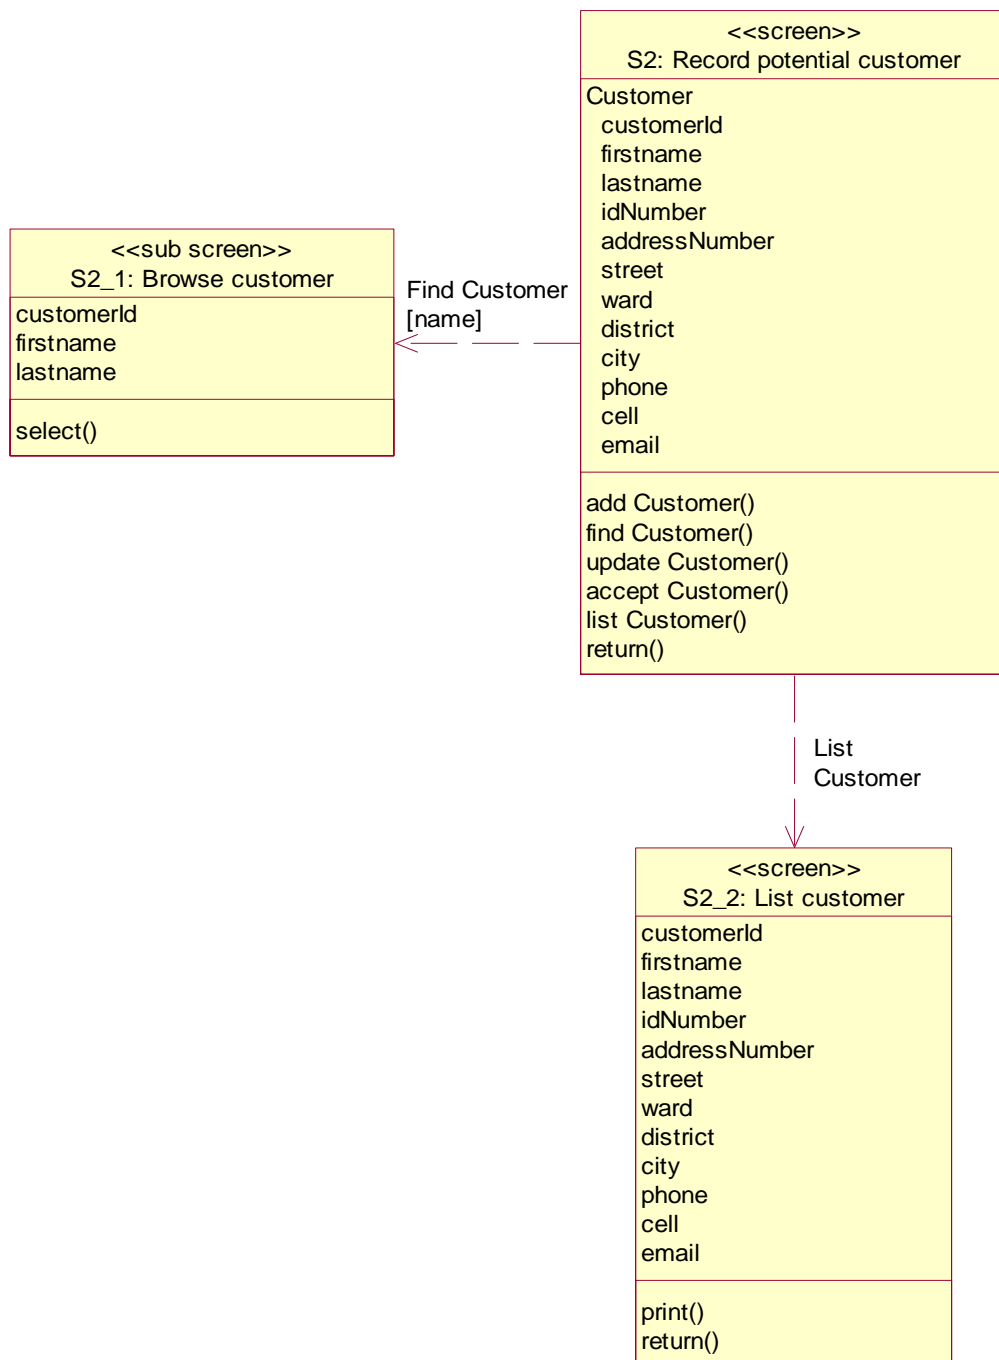 <<screen>>
S2: Record potential customer
Customer
customerId
firstname
lastname
idNumber
addressNumber
street
ward
district
city
phone
cell
email
add Customer()
find Customer()
update Customer()
accept Customer()
list Customer()
return()
<<sub screen>>
S2_1: Browse customer
customerId
firstname
lastname
select()
Find Customer
[name]
List
Customer
<<screen>>
S2_2: List customer
customerId
firstname
lastname
idNumber
addressNumber
street
ward
district
city
phone
cell
email
print()
return()